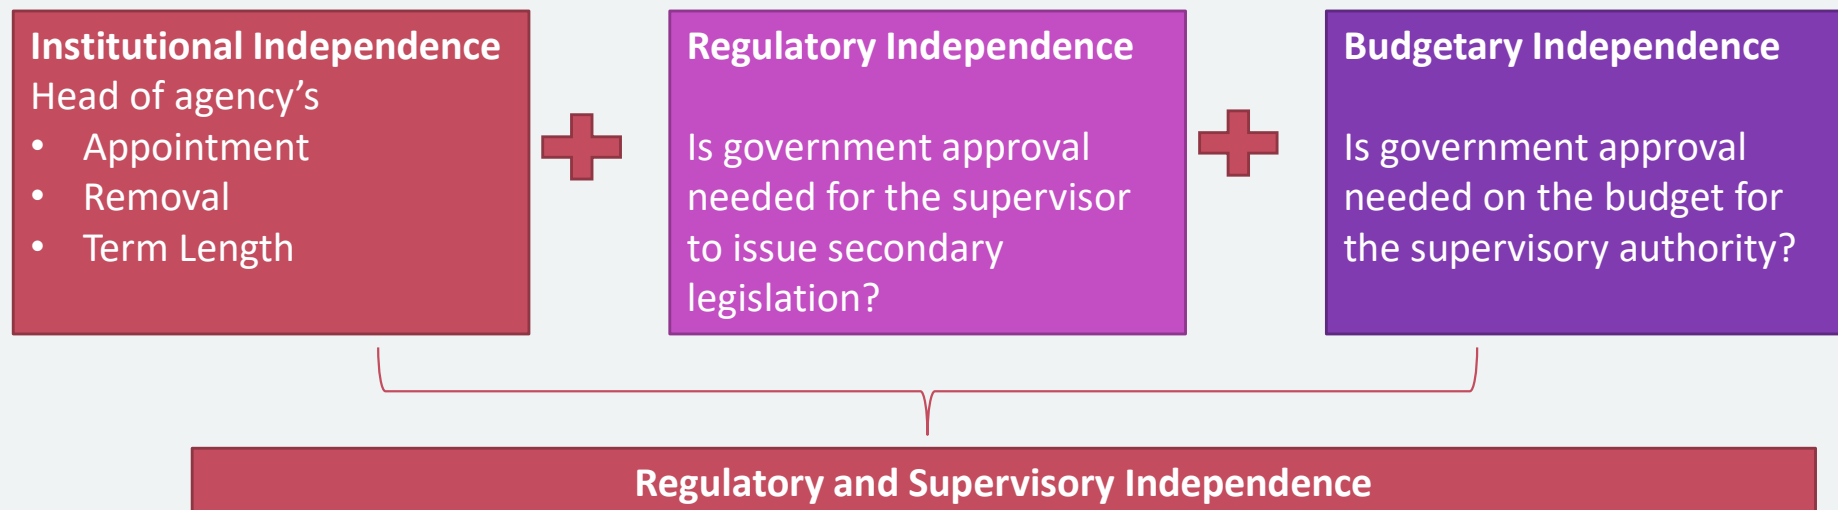 Institutional Independence
Head of agency’s
• Appointment
• Removal
• Term Length
Regulatory Independence
Is government approval
needed for the supervisor
to issue secondary
legislation?
Budgetary Independence
Is government approval
needed on the budget for
the supervisory authority?
Regulatory and Supervisory Independence